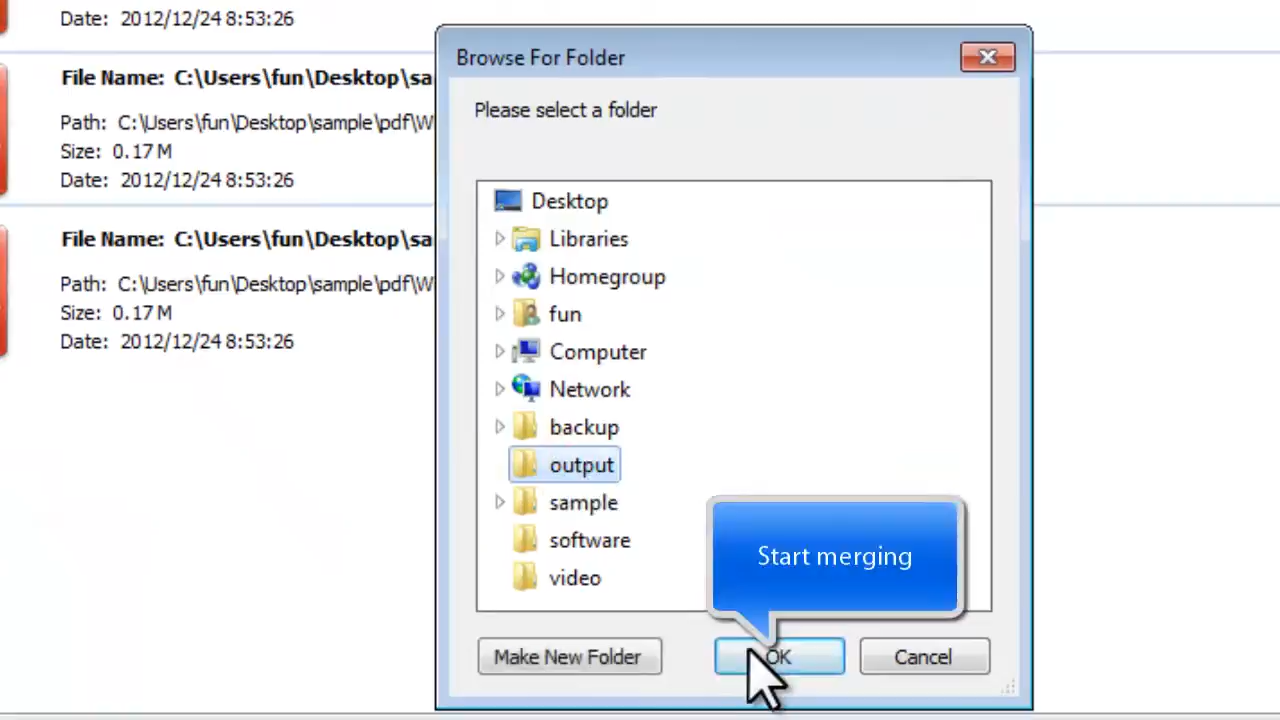 Date: 2012/12/24 8:53:26
File Name: C:\Users\fun\Desktop\sa
Path: C:\Users\fun\Desktop\sample\pdf\W
Size: 0.17 M
Date: 2012/12/24 8:53:26
File Name: C:\Users\fun\Desktop\sa
Path: C:\Users\fun\Desktop\sample\pdf\W
Size: 0.17 M
Date: 2012/12/24 8:53:26
Browse For Folder
Please select a folder
Desktop
Libraries
Homegroup
fun
Computer
Network
backup
output
sample
software
video
Start merging
Make New Folder
OK
Cancel